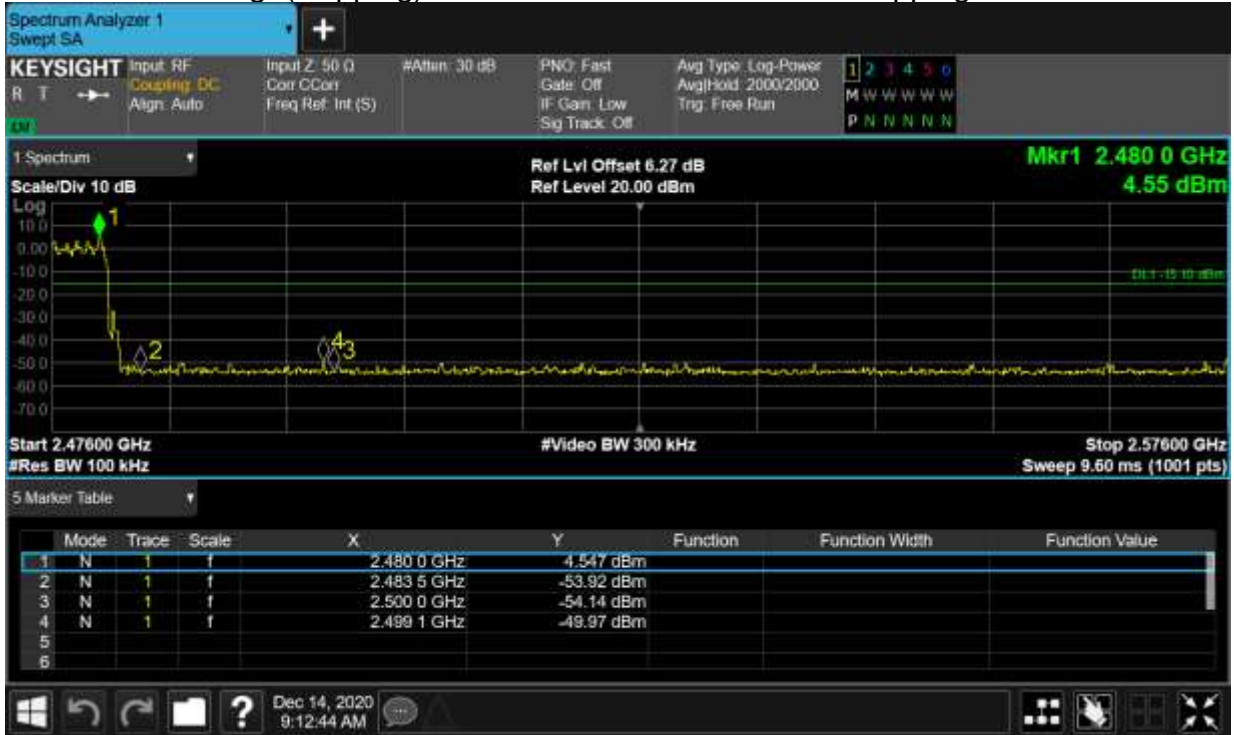 Spectrum Analyzer 1
Swept SA
+
KEYSIGHT Input: RF
R T Coupling: DC
Align: Auto
Input Z: 50 Ω
Corr CCorr
Freq Ref: Int (S)
#Atten: 30 dB
PNO: Fast
Gate: Off
IF Gain: Low
Sig Track: Off
Avg Type: Log-Power
Avg|Hold: 2000/2000
Trig: Free Run
1 2 3 4 5 6
M W W W W W
P N N N N N
1 Spectrum
Ref Lvl Offset 6.27 dB
Mkr1 2.480 0 GHz
Scale/Div 10 dB
Ref Level 20.00 dBm
4.55 dBm
Log
10.0
0.00
-10.0
-20.0
-30.0
-40.0
-50.0
-60.0
-70.0
1
2
4
3
DL1 -15.10 dBm
Start 2.47600 GHz #Video BW 300 kHz Stop 2.57600 GHz
#Res BW 100 kHz Sweep 9.60 ms (1001 pts)
5 Marker Table
Mode Trace Scale X Y Function Function Width Function Value
1 N 1 f 2.480 0 GHz 4.547 dBm
2 N 1 f 2.483 5 GHz -53.92 dBm
3 N 1 f 2.500 0 GHz -54.14 dBm
4 N 1 f 2.499 1 GHz -49.97 dBm
5
6
? Dec 14, 2020
9:12:44 AM